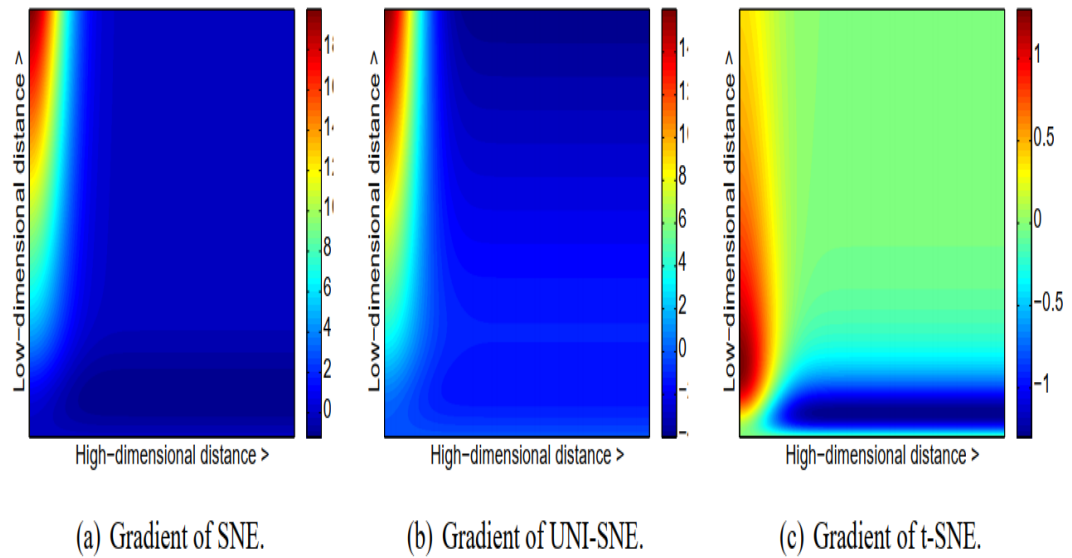 Low-dimensional distance >
10
8
6
4
2
0
High-dimensional distance >
(a) Gradient of SNE.
Low-dimensional distance >
10
8
6
4
2
0
High-dimensional distance >
(b) Gradient of UNI-SNE.
Low-dimensional distance >
1
0.5
0
−0.5
−1
High-dimensional distance >
(c) Gradient of t-SNE.